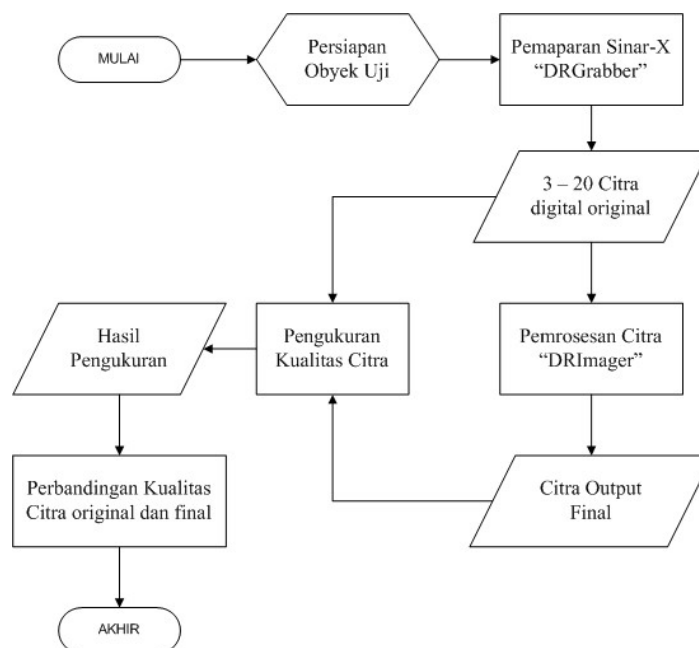 MULAI
Persiapan
Obyek Uji
Pemaparan Sinar-X
“DRGrabber”
3 – 20 Citra
digital original
Pemrosesan Citra
“DRImager”
Citra Output
Final
Pengukuran
Kualitas Citra
Hasil
Pengukuran
Perbandingan Kualitas
Citra original dan final
AKHIR